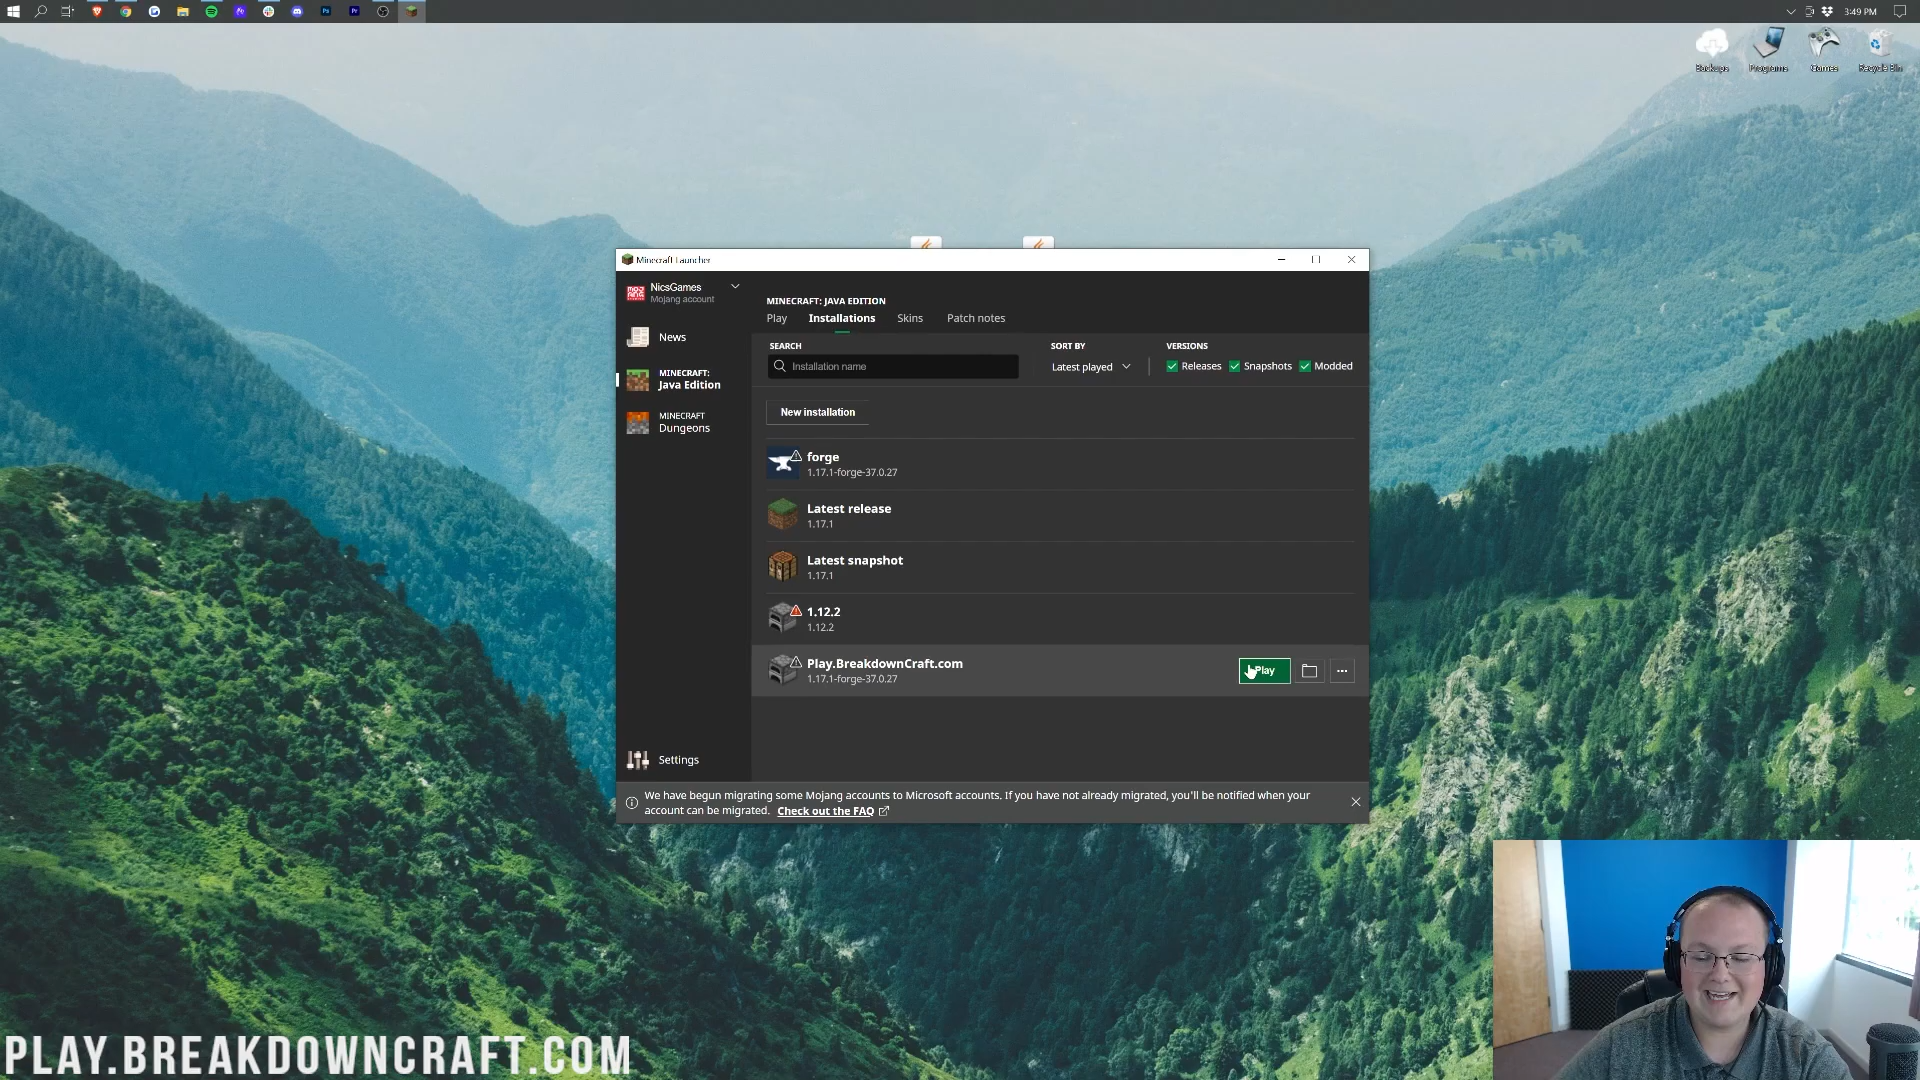 3:49 PM
Backups
Programs
Games
Recycle Bin
Minecraft Launcher
NicsGames
Mojang account
News
MINECRAFT:
Java Edition
MINECRAFT
Dungeons
Settings
MINECRAFT: JAVA EDITION
Play Installations Skins Patch notes
SEARCH
Installation name
SORT BY
Latest played
VERSIONS
Releases Snapshots Modded
New installation
forge
1.17.1-forge-37.0.27
Latest release
1.17.1
Latest snapshot
1.17.1
1.12.2
1.12.2
Play.BreakdownCraft.com
1.17.1-forge-37.0.27
Play
We have begun migrating some Mojang accounts to Microsoft accounts. If you have not already migrated, you'll be notified when your
account can be migrated. Check out the FAQ
PLAY.BREAKDOWNCRAFT.COM